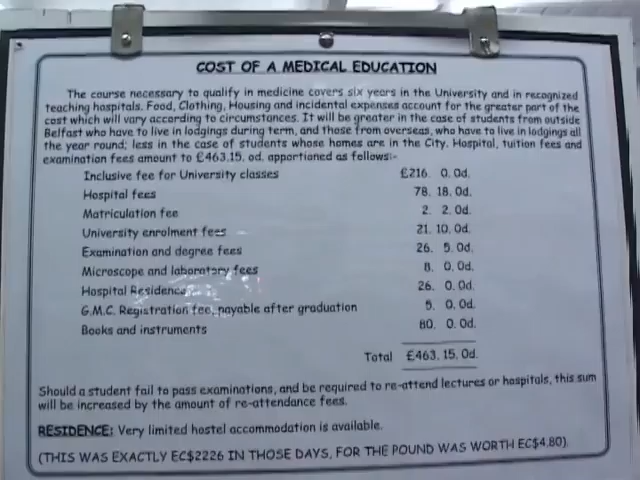 COST OF A MEDICAL EDUCATION
The course necessary to qualify in medicine covers six years in the University and in recognized
teaching hospitals. Food, Clothing, Housing and incidental expenses account for the greater part of the
cost which will vary according to circumstances. It will be greater in the case of students from outside
Belfast who have to live in lodgings during term, and those from overseas, who have to live in lodgings all
the year round; less in the case of students whose homes are in the City. Hospital, tuition fees and
examination fees amount to £463.15. od. apportioned as follows:-
Inclusive fee for University classes £216. 0. 0d.
Hospital fees 78. 18. 0d.
Matriculation fee 2. 2. 0d.
University enrolment fees 21. 10. 0d.
Examination and degree fees 26. 5. 0d.
Microscope and laboratory fees 8. 0. 0d.
Hospital Residence 26. 0. 0d.
G.M.C. Registration fee, payable after graduation 5. 0. 0d.
Books and instruments 80. 0. 0d.
Total £463. 15. 0d.
Should a student fail to pass examinations, and be required to re-attend lectures or hospitals, this sum
will be increased by the amount of re-attendance fees.
RESIDENCE: Very limited hostel accommodation is available.
(THIS WAS EXACTLY EC$2226 IN THOSE DAYS, FOR THE POUND WAS WORTH EC$4.80).